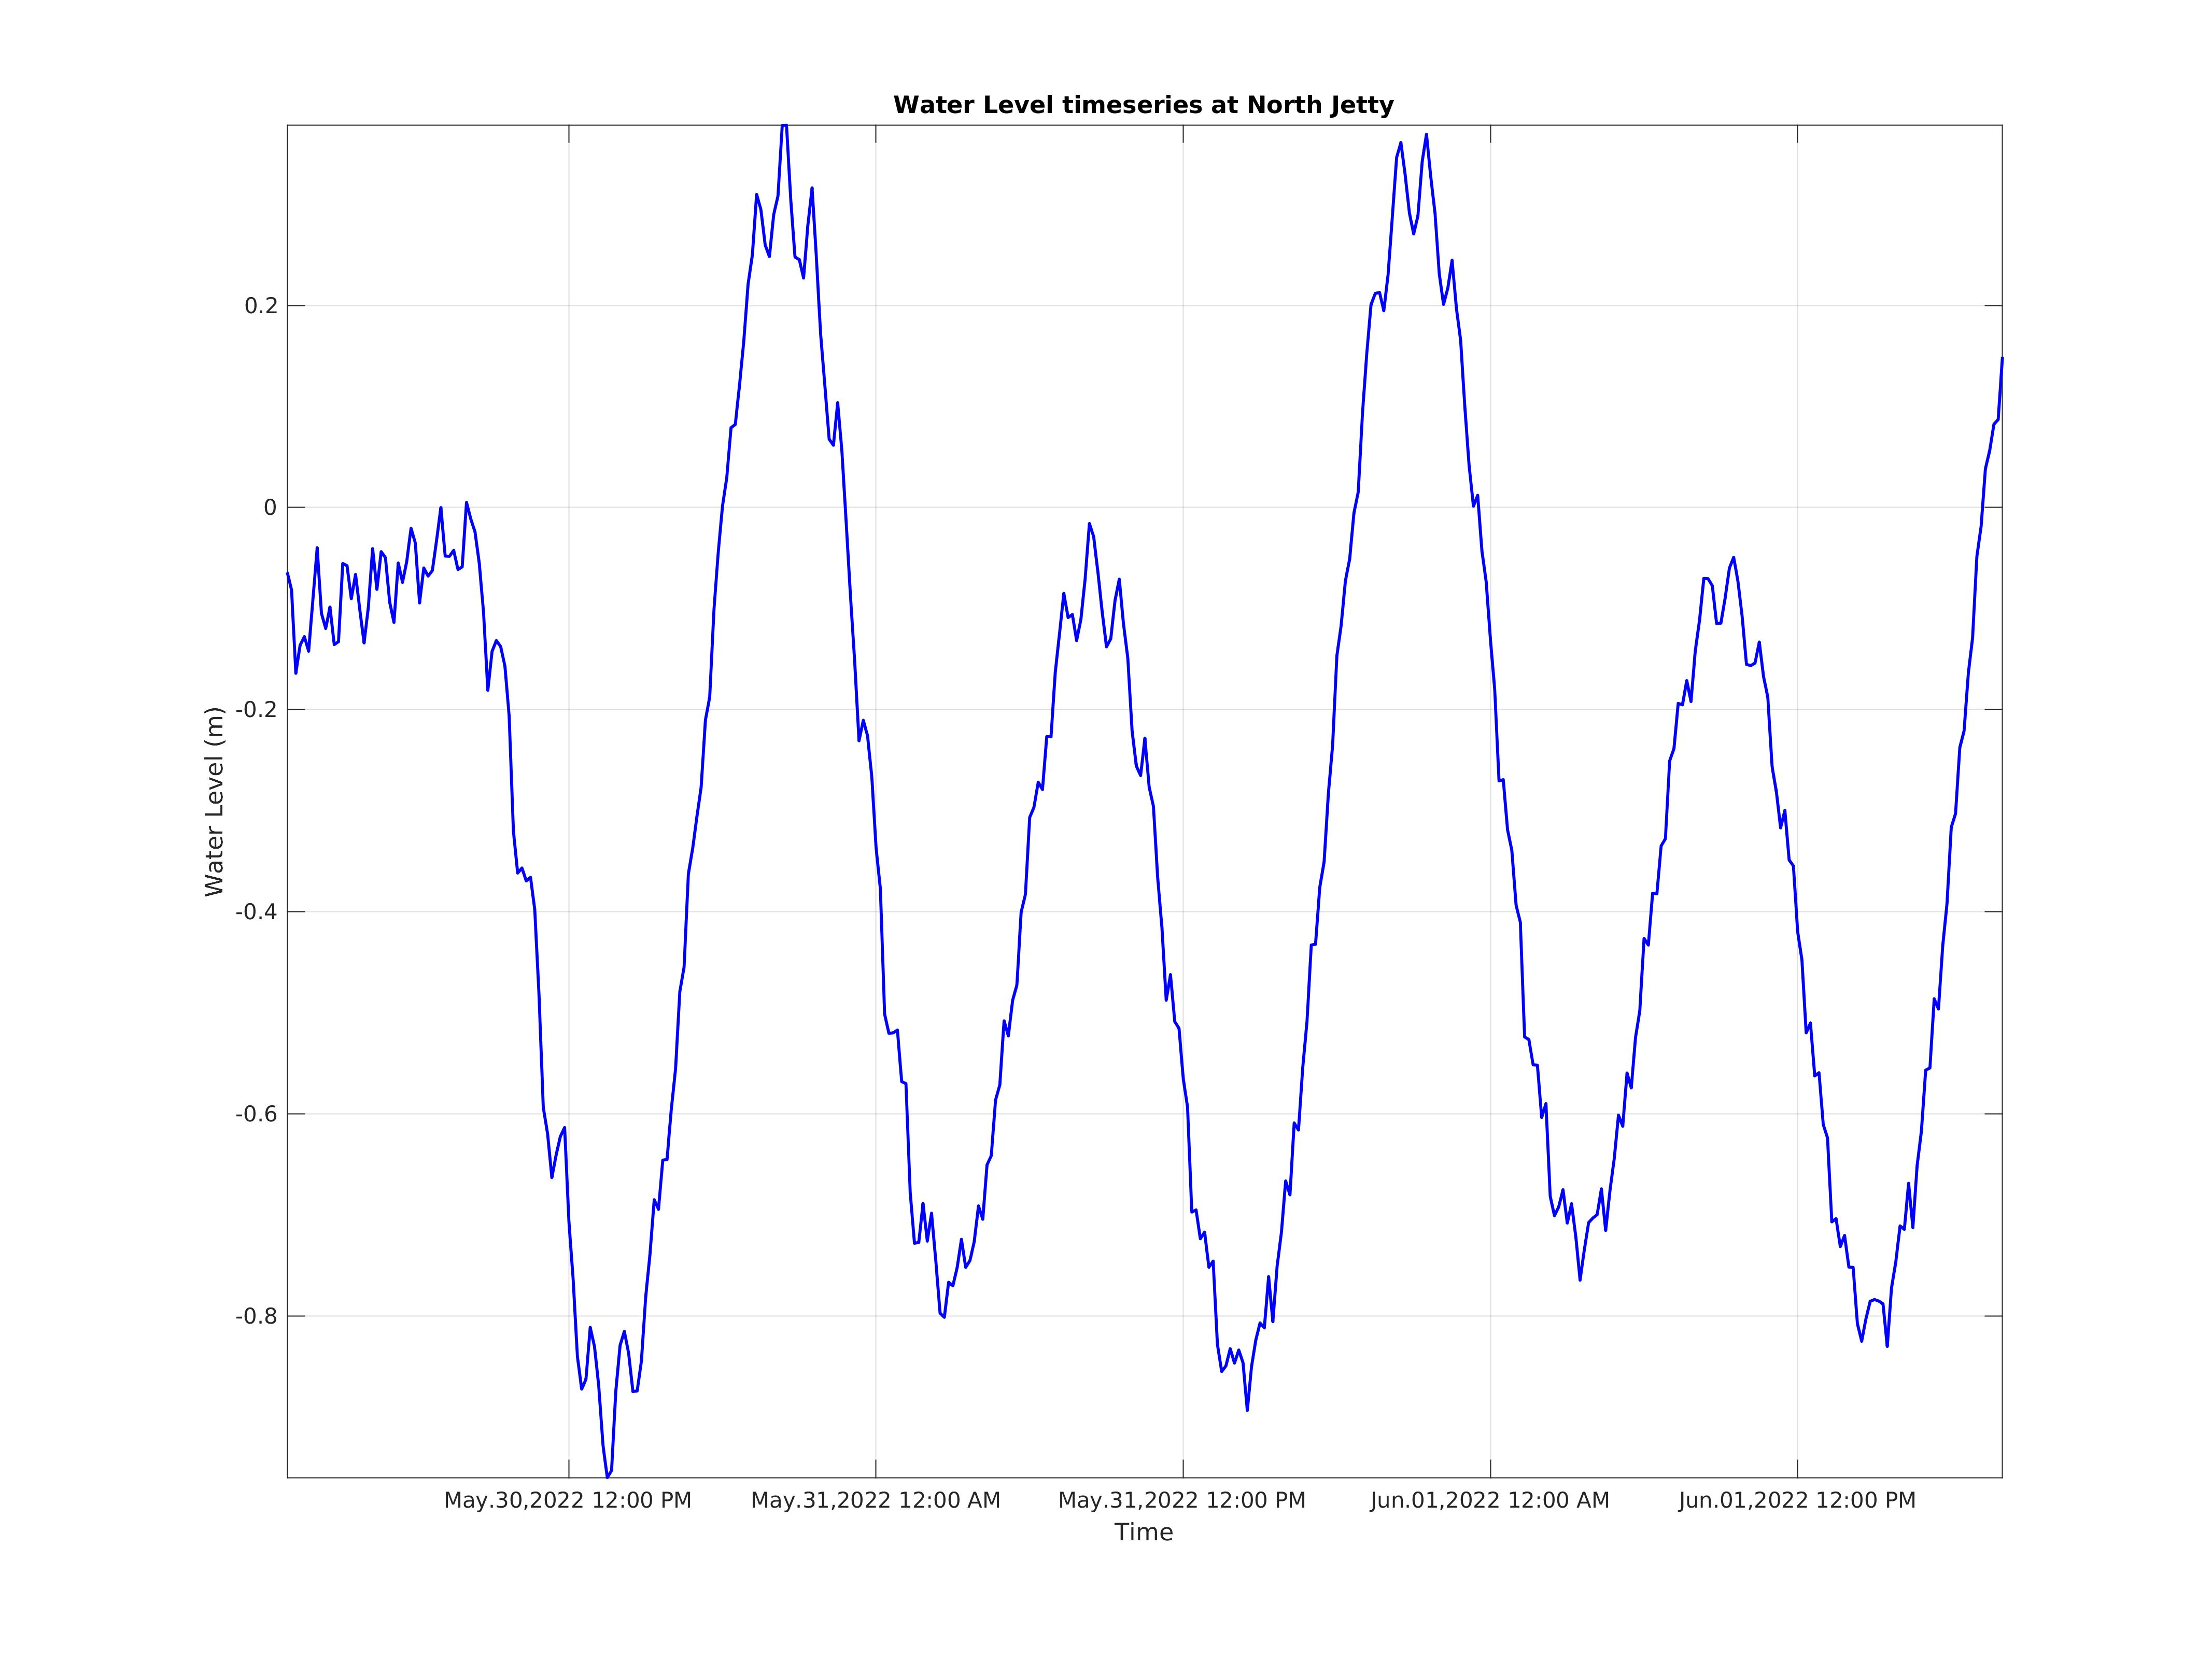 Water Level timeseries at North Jetty
0.2
0
-0.2
-0.4
-0.6
-0.8
Water Level (m)
May.30,2022 12:00 PM
May.31,2022 12:00 AM
May.31,2022 12:00 PM
Jun.01,2022 12:00 AM
Jun.01,2022 12:00 PM
Time